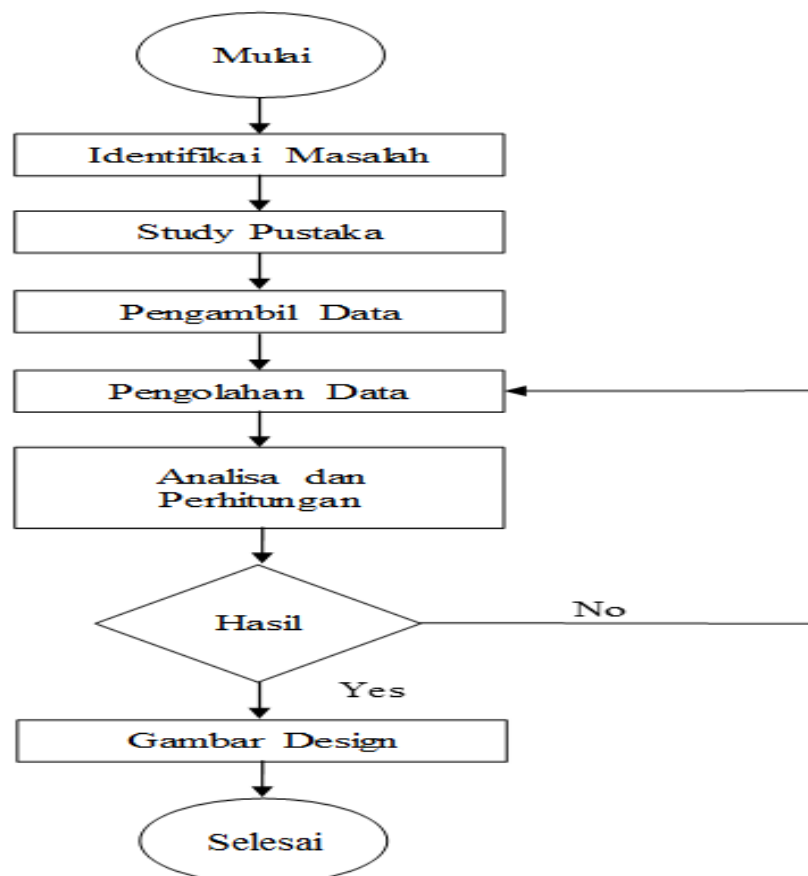 Mulai
Identifikai Masalah
Study Pustaka
Pengambil Data
Pengolahan Data
Analisa dan
Perhitungan
Hasil
No
Yes
Gambar Design
Selesai